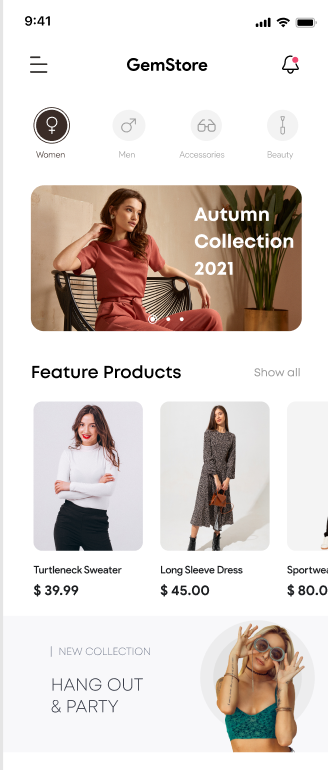 9:41
GemStore
Women
Men
Accessories
Beauty
Autumn
Collection
2021
Feature Products
Show all
Turtleneck Sweater
Long Sleeve Dress
Sportwea
$ 39.99
$ 45.00
$ 80.0
| NEW COLLECTION
HANG OUT
& PARTY